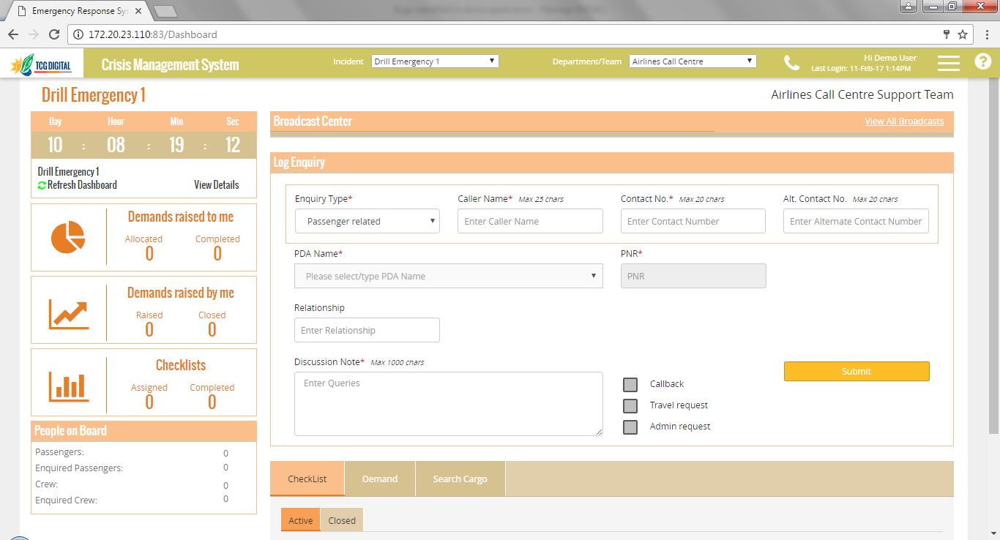 Emergency Response Sys
172.20.23.110:83/Dashboard
TCG DIGITAL
Crisis Management System
Incident
Drill Emergency 1
Department/Team
Airlines Call Centre
Hi Demo User
Last Login: 11-Feb-17 1:14PM
?
Drill Emergency 1
Airlines Call Centre Support Team
Day Hour Min Sec
10 : 08 : 19 : 12
Drill Emergency 1
Refresh Dashboard View Details
Demands raised to me
Allocated Completed
0 0
Demands raised by me
Raised Closed
0 0
Checklists
Assigned Completed
0 0
People on Board
Passengers: 0
Enquired Passengers: 0
Crew: 0
Enquired Crew: 0
Broadcast Center View All Broadcasts
Log Enquiry
Enquiry Type* Caller Name* Max 25 chars Contact No.* Max 20 chars Alt. Contact No. Max 20 chars
Passenger related Enter Caller Name Enter Contact Number Enter Alternate Contact Number
PDA Name* PNR*
Please select/type PDA Name PNR
Relationship
Enter Relationship
Discussion Note* Max 1000 chars
Enter Queries
Callback
Travel request
Admin request
Submit
CheckList Demand Search Cargo
Active Closed